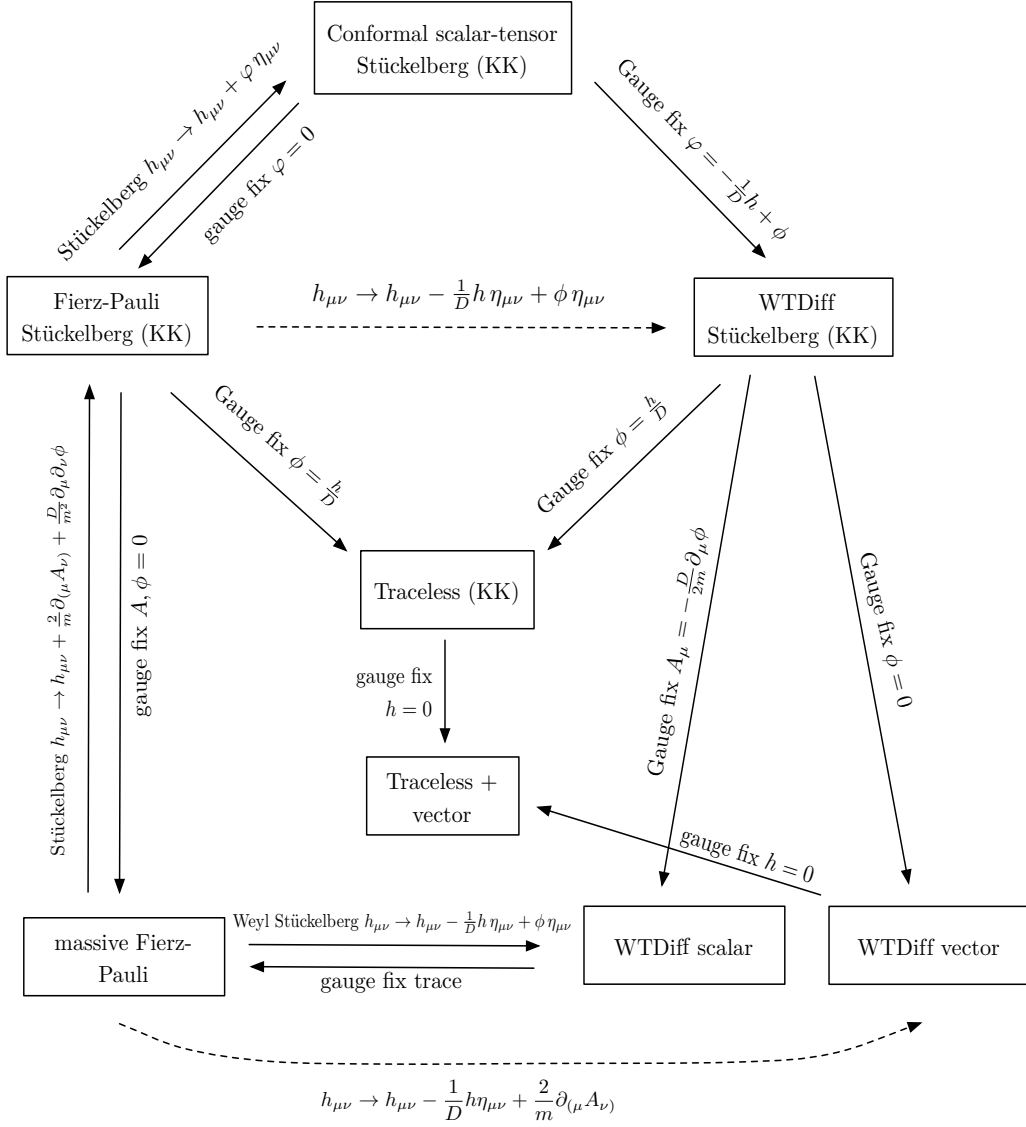 Conformal scalar-tensor
Stückelberg (KK)
Stückelberg $h_{\mu\nu} \to h_{\mu\nu} + \varphi\, \eta_{\mu\nu}$
gauge fix $\varphi = 0$
Gauge fix $\varphi = -\frac{1}{D}h + \phi$
Fierz-Pauli
Stückelberg (KK)
$h_{\mu\nu} \to h_{\mu\nu} - \frac{1}{D}h\,\eta_{\mu\nu} + \phi\,\eta_{\mu\nu}$
WTDiff
Stückelberg (KK)
Gauge fix $\phi = \frac{h}{D}$
Gauge fix $\phi = \frac{h}{D}$
Stückelberg $h_{\mu\nu} \to h_{\mu\nu} + \frac{2}{m}\partial_{(\mu}A_{\nu)} + \frac{D}{m^2}\partial_\mu\partial_\nu\phi$
gauge fix $A, \phi = 0$
Traceless (KK)
gauge fix
$h = 0$
Gauge fix $A_\mu = -\frac{D}{2m}\partial_\mu\phi$
Gauge fix $\phi = 0$
Traceless +
vector
gauge fix $h = 0$
massive Fierz-
Pauli
Weyl Stückelberg $h_{\mu\nu} \to h_{\mu\nu} - \frac{1}{D}h\,\eta_{\mu\nu} + \phi\,\eta_{\mu\nu}$
gauge fix trace
WTDiff scalar
WTDiff vector
$h_{\mu\nu} \to h_{\mu\nu} - \frac{1}{D}h\eta_{\mu\nu} + \frac{2}{m}\partial_{(\mu}A_{\nu)}$